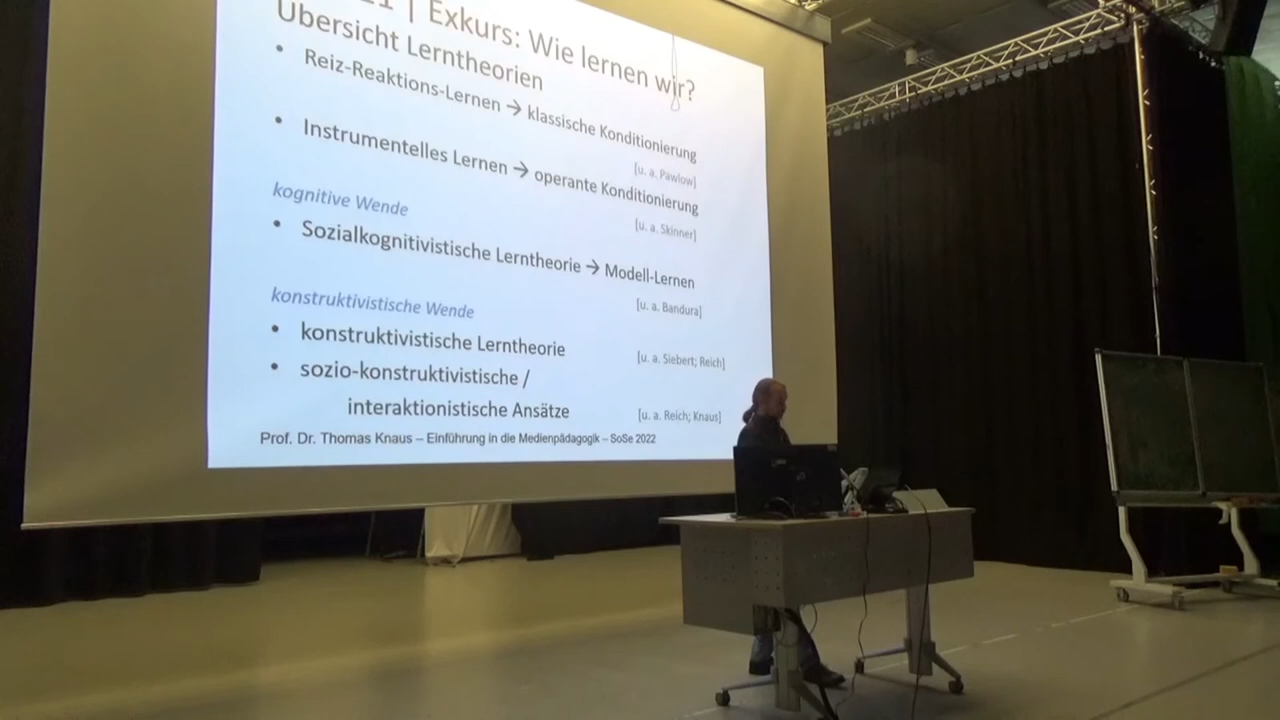 11 | Exkurs: Wie lernen wir?
Übersicht Lerntheorien
• Reiz-Reaktions-Lernen → klassische Konditionierung
[u. a. Pawlow]
• Instrumentelles Lernen → operante Konditionierung
[u. a. Skinner]
kognitive Wende
• Sozialkognitivistische Lerntheorie → Modell-Lernen
[u. a. Bandura]
konstruktivistische Wende
• konstruktivistische Lerntheorie
[u. a. Siebert; Reich]
• sozio-konstruktivistische /
interaktionistische Ansätze
[u. a. Reich; Knaus]
Prof. Dr. Thomas Knaus – Einführung in die Medienpädagogik – SoSe 2022